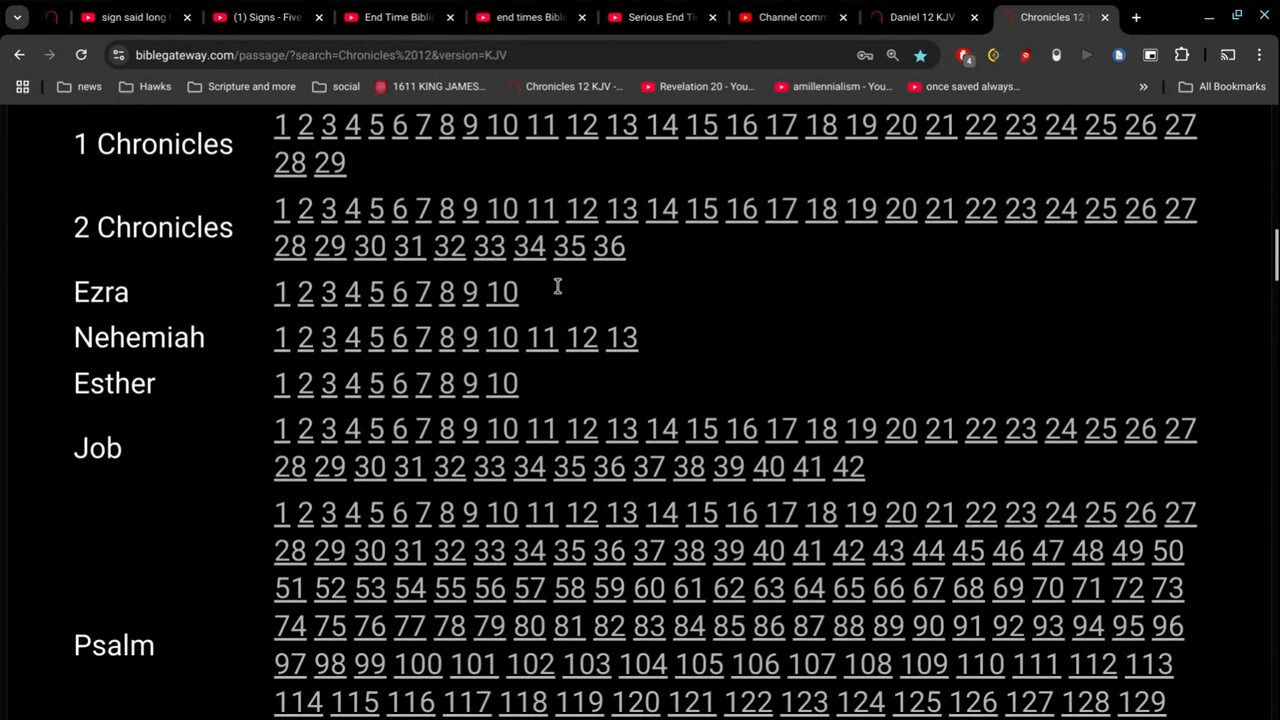 sign said long
(1) Signs - Five
End Time Biblic
end times Biblic
Serious End Ti
Channel comm
Daniel 12 KJV
Chronicles 12
biblegateway.com/passage/?search=Chronicles%2012&version=KJV
4
news
Hawks
Scripture and more
social
1611 KING JAMES...
Chronicles 12 KJV -...
Revelation 20 - You...
amillennialism - You...
once saved always...
»
All Bookmarks
1 Chronicles
1 2 3 4 5 6 7 8 9 10 11 12 13 14 15 16 17 18 19 20 21 22 23 24 25 26 27
28 29
2 Chronicles
1 2 3 4 5 6 7 8 9 10 11 12 13 14 15 16 17 18 19 20 21 22 23 24 25 26 27
28 29 30 31 32 33 34 35 36
Ezra
1 2 3 4 5 6 7 8 9 10
Nehemiah
1 2 3 4 5 6 7 8 9 10 11 12 13
Esther
1 2 3 4 5 6 7 8 9 10
Job
1 2 3 4 5 6 7 8 9 10 11 12 13 14 15 16 17 18 19 20 21 22 23 24 25 26 27
28 29 30 31 32 33 34 35 36 37 38 39 40 41 42
Psalm
1 2 3 4 5 6 7 8 9 10 11 12 13 14 15 16 17 18 19 20 21 22 23 24 25 26 27
28 29 30 31 32 33 34 35 36 37 38 39 40 41 42 43 44 45 46 47 48 49 50
51 52 53 54 55 56 57 58 59 60 61 62 63 64 65 66 67 68 69 70 71 72 73
74 75 76 77 78 79 80 81 82 83 84 85 86 87 88 89 90 91 92 93 94 95 96
97 98 99 100 101 102 103 104 105 106 107 108 109 110 111 112 113
114 115 116 117 118 119 120 121 122 123 124 125 126 127 128 129